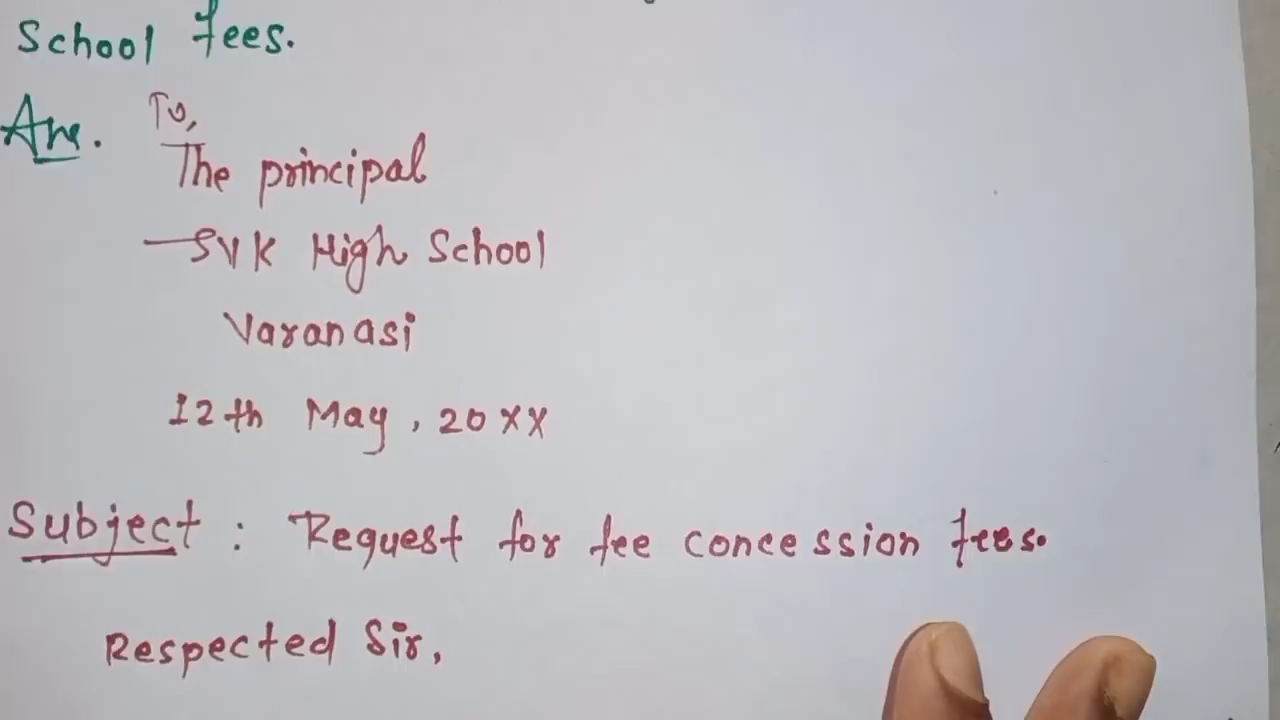 School fees.
Ans. To,
The principal
SVK High School
Varanasi
12th May, 20XX
Subject : Request for fee concession fees.
Respected Sir,